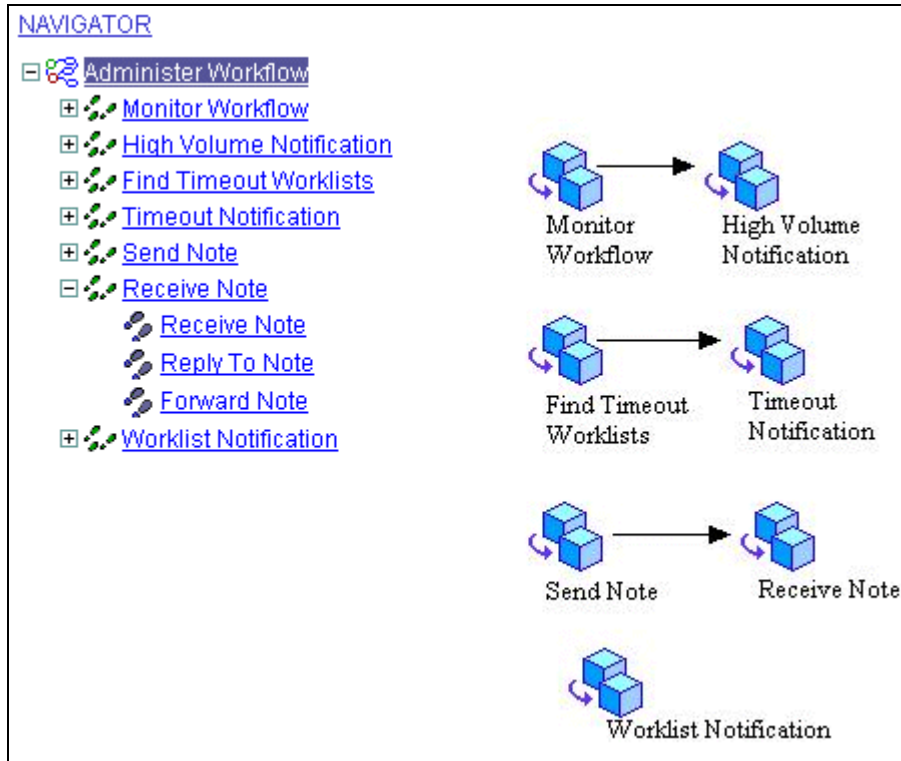 NAVIGATOR
Administer Workflow
Monitor Workflow
High Volume Notification
Find Timeout Worklists
Timeout Notification
Send Note
Receive Note
Receive Note
Reply To Note
Forward Note
Worklist Notification
Monitor
Workflow
High Volume
Notification
Find Timeout
Worklists
Timeout
Notification
Send Note
Receive Note
Worklist Notification